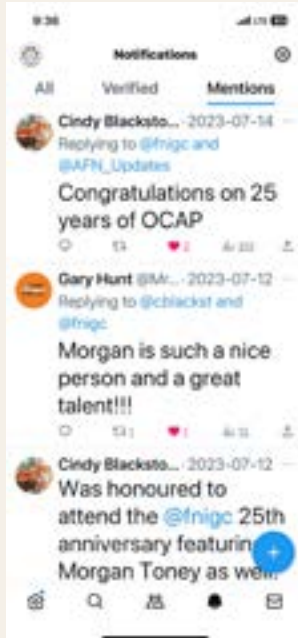 9:36
Notifications
All Verified Mentions
Cindy Blacksto... · 2023-07-14
Replying to @fnigc and
@AFN_Updates
Congratulations on 25
years of OCAP
2
Gary Hunt @Mr... · 2023-07-12
Replying to @cblackst and
@fnigc
Morgan is such a nice
person and a great
talent!!!
1 1 11
Cindy Blacksto... · 2023-07-12
Was honoured to
attend the @fnigc 25th
anniversary featurin
Morgan Toney as well.